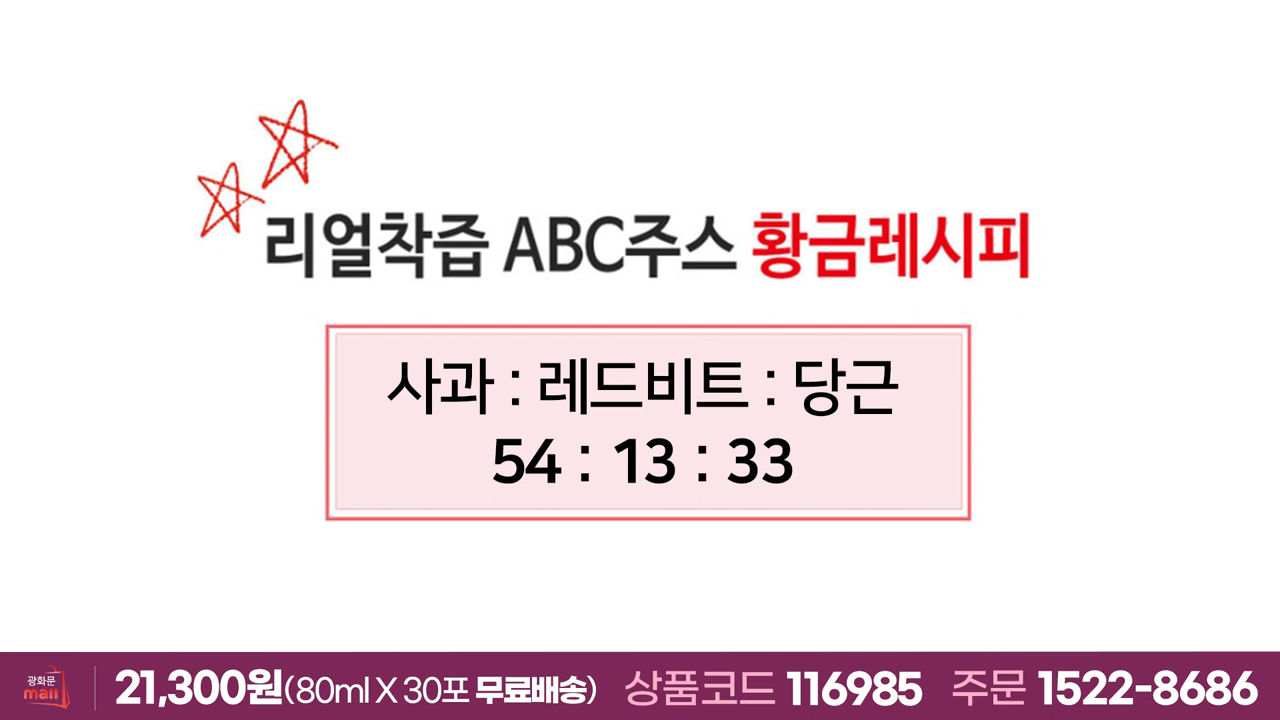 리얼착즙 ABC주스 황금레시피
사과 : 레드비트 : 당근
54 : 13 : 33
광화문
mall
21,300원(80ml X 30포 무료배송) 상품코드 116985 주문 1522-8686